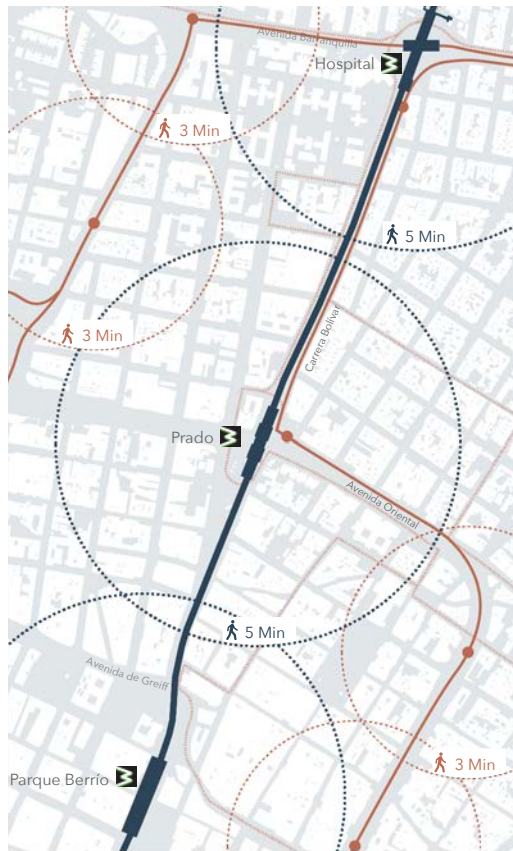 Avenida Barranquilla
Hospital
3 Min
5 Min
3 Min
Carrera Bolívar
Prado
Avenida Oriental
5 Min
Avenida de Greiff
3 Min
Parque Berrío